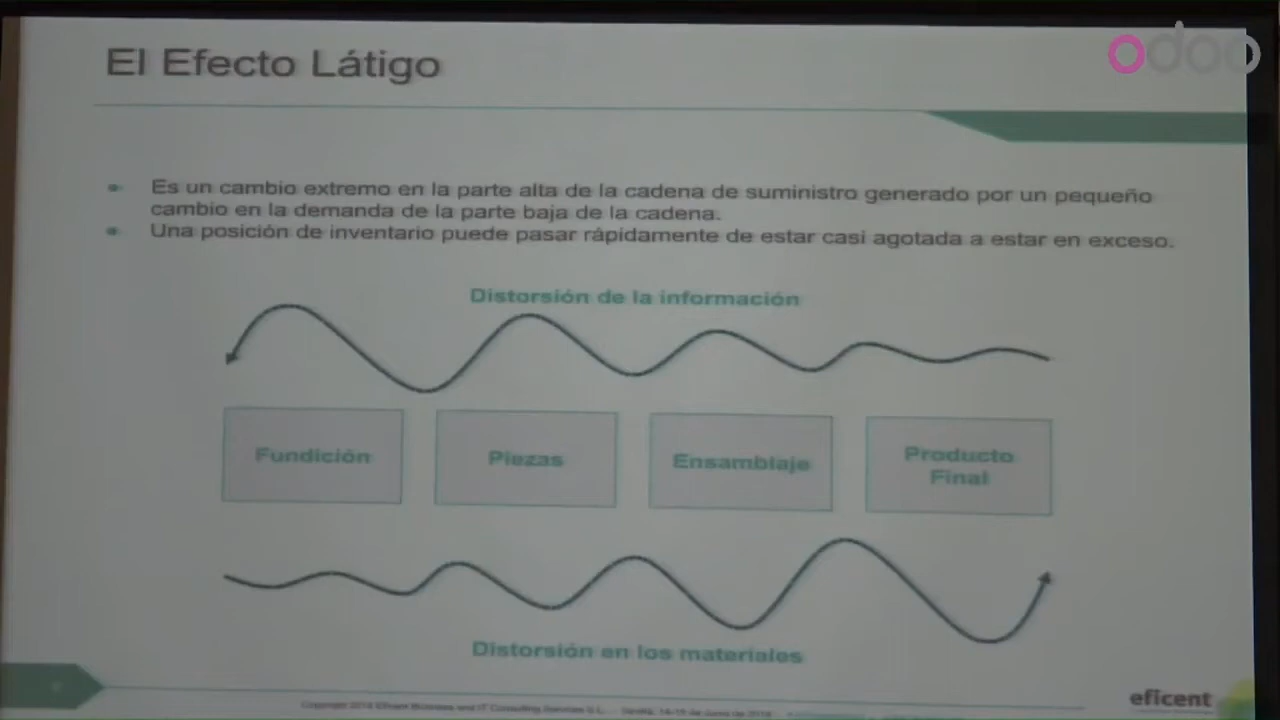 El Efecto Látigo
odoo
Es un cambio extremo en la parte alta de la cadena de suministro generado por un pequeño
cambio en la demanda de la parte baja de la cadena.
Una posición de inventario puede pasar rápidamente de estar casi agotada a estar en exceso.
Distorsión de la información
Fundición
Piezas
Ensamblaje
Producto
Final
Distorsión en los materiales
eficent